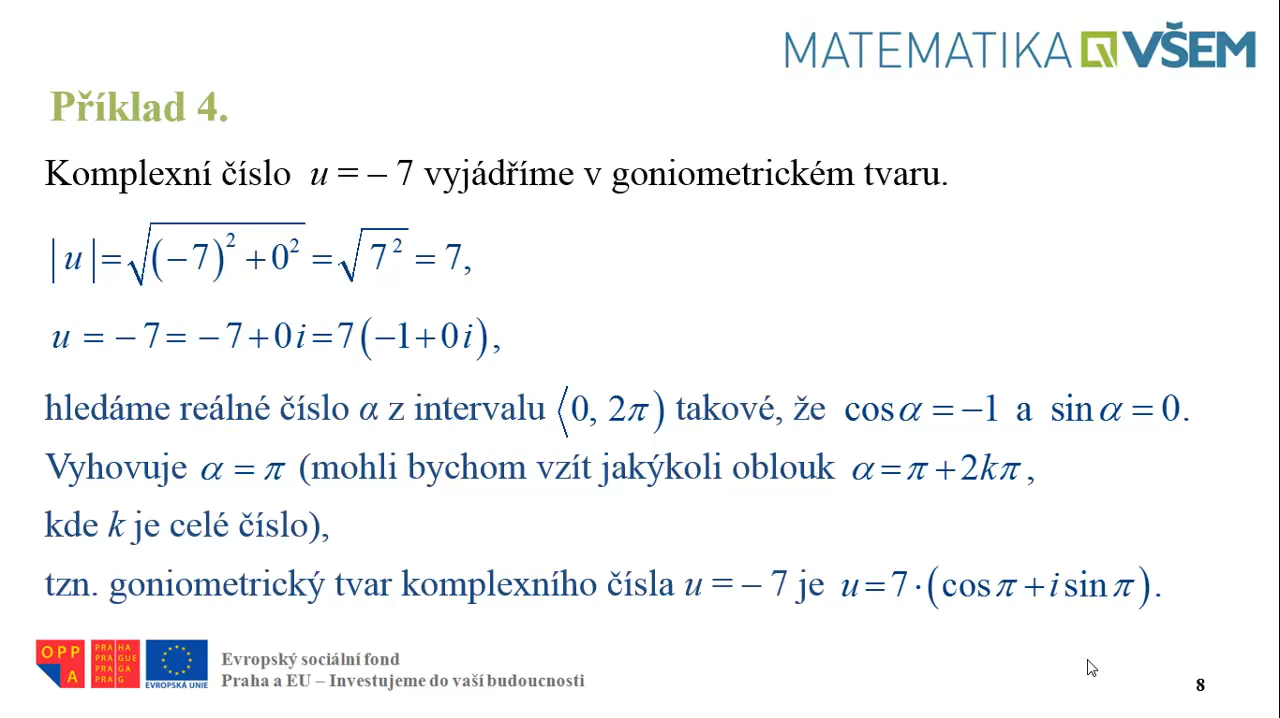 MATEMATIKA VŠEM
Příklad 4.
Komplexní číslo u = – 7 vyjádříme v goniometrickém tvaru.
|u| = √((−7)² + 0²) = √(7²) = 7,
u = − 7 = − 7 + 0i = 7(−1 + 0i),
hledáme reálné číslo α z intervalu ⟨0, 2π) takové, že cos α = −1 a sin α = 0.
Vyhovuje α = π (mohli bychom vzít jakýkoli oblouk α = π + 2kπ,
kde k je celé číslo),
tzn. goniometrický tvar komplexního čísla u = – 7 je u = 7·(cos π + i sin π).
OPP
A
PRA HA
PRA GUE
PRA GA
PRA G
EVROPSKÁ UNIE
Evropský sociální fond
Praha a EU – Investujeme do vaší budoucnosti
8